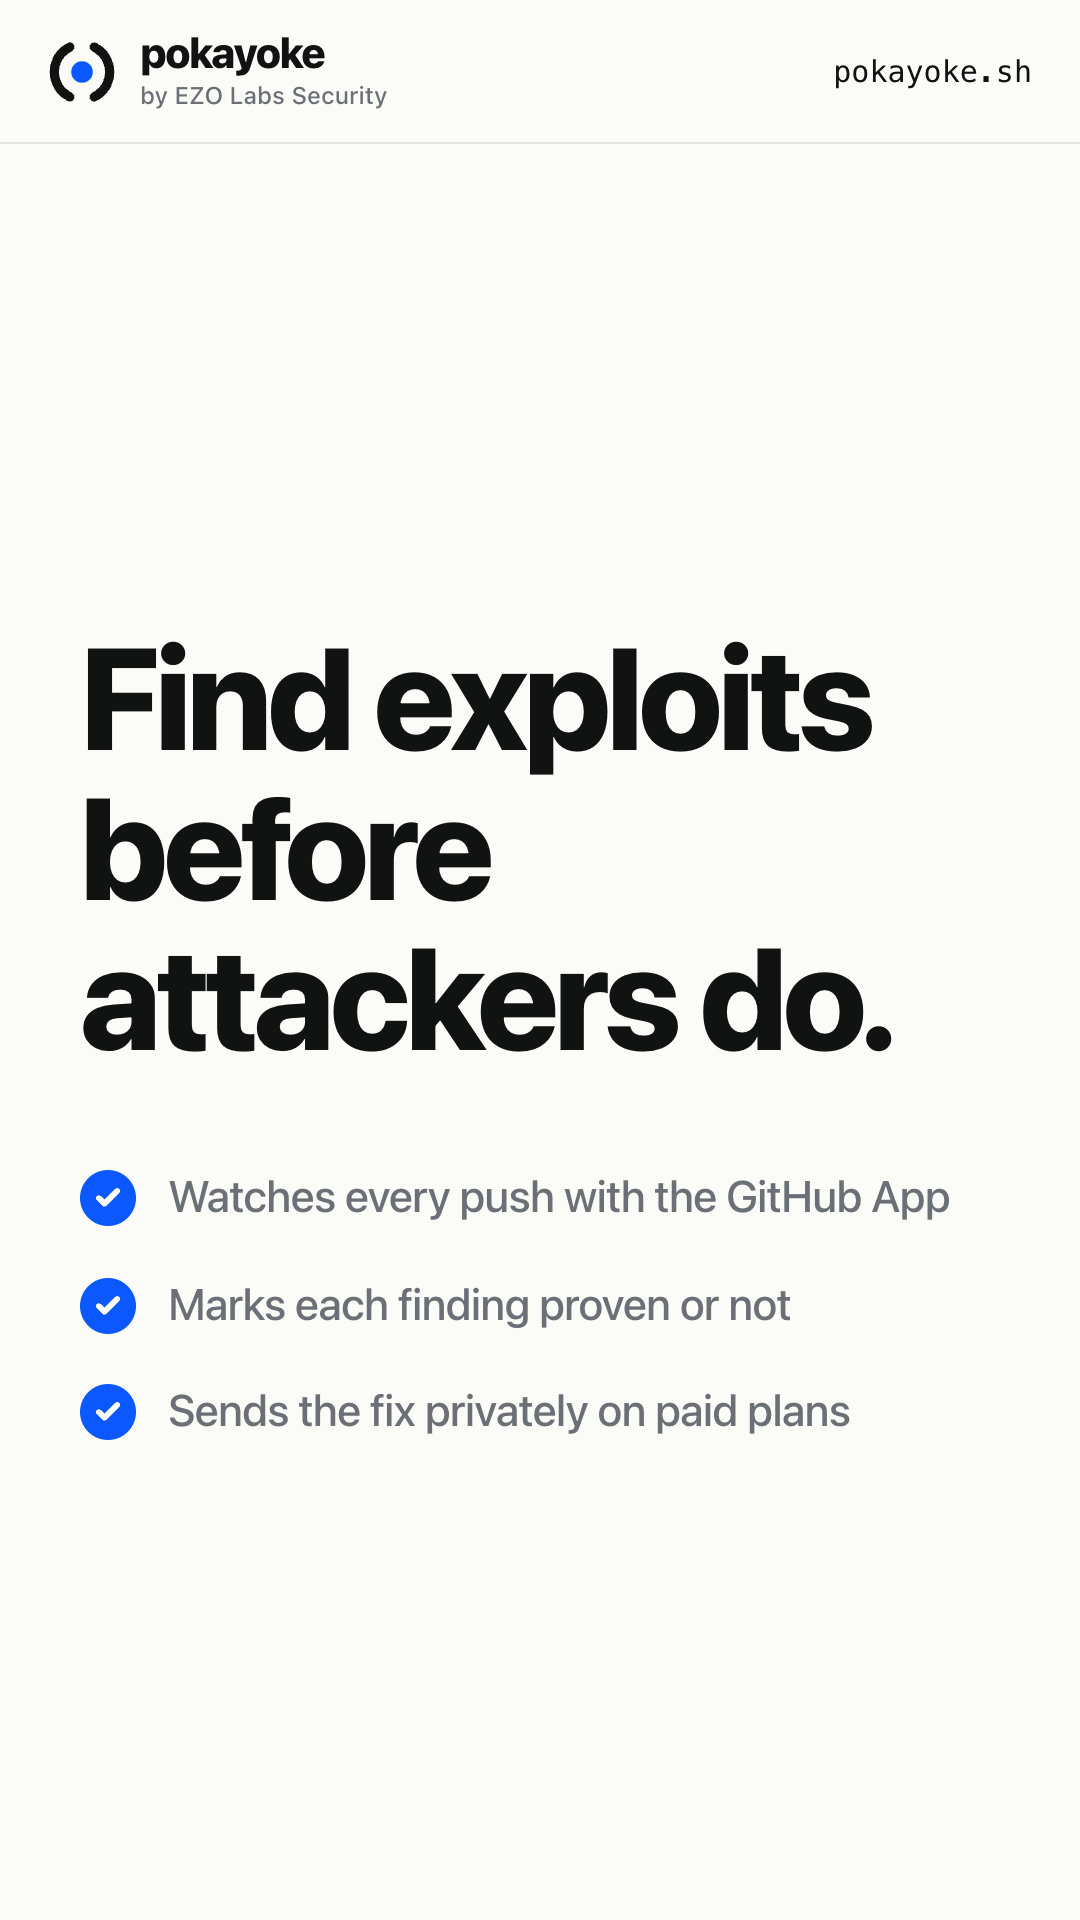 pokayoke
by EZO Labs Security
pokayoke.sh
Find exploits
before
attackers do.
Watches every push with the GitHub App
Marks each finding proven or not
Sends the fix privately on paid plans